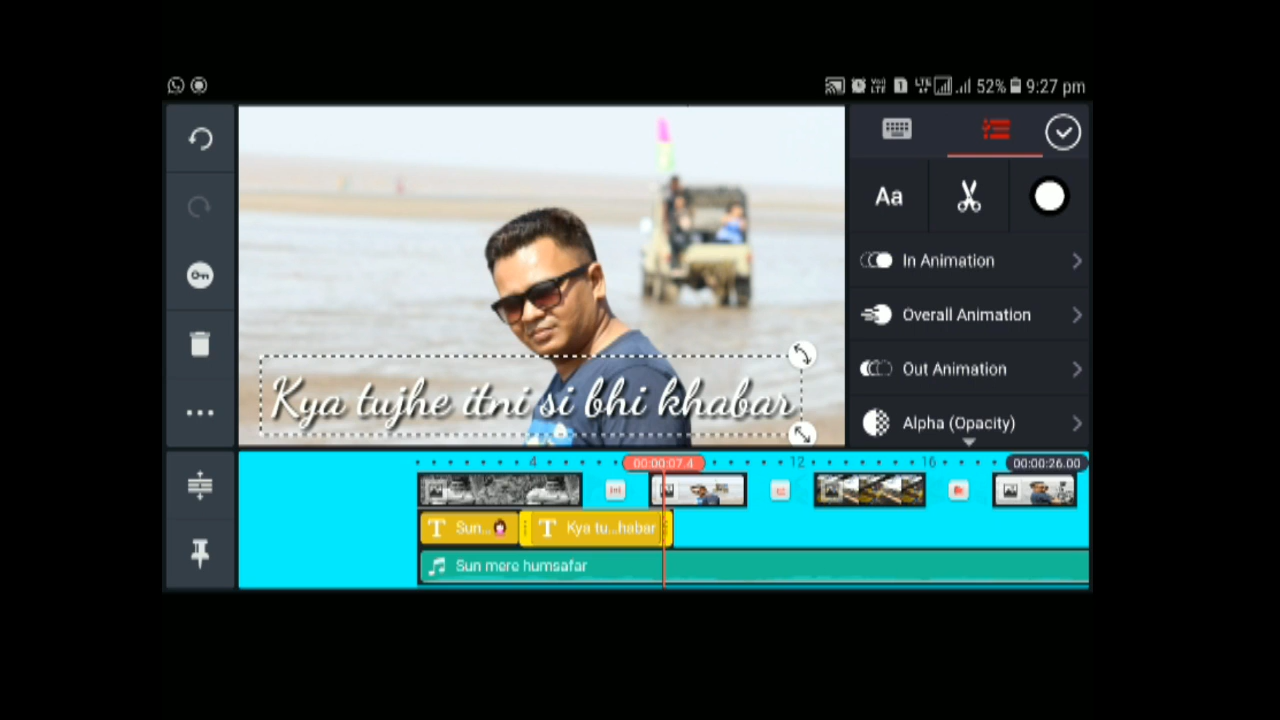 52% 9:27 pm
Aa
In Animation
Overall Animation
Out Animation
Alpha (Opacity)
Kya tujhe itni si bhi khabar
4
00:00:07.4
12
16
00:00:26.00
T Sun...
T Kya tu...habar
Sun mere humsafar